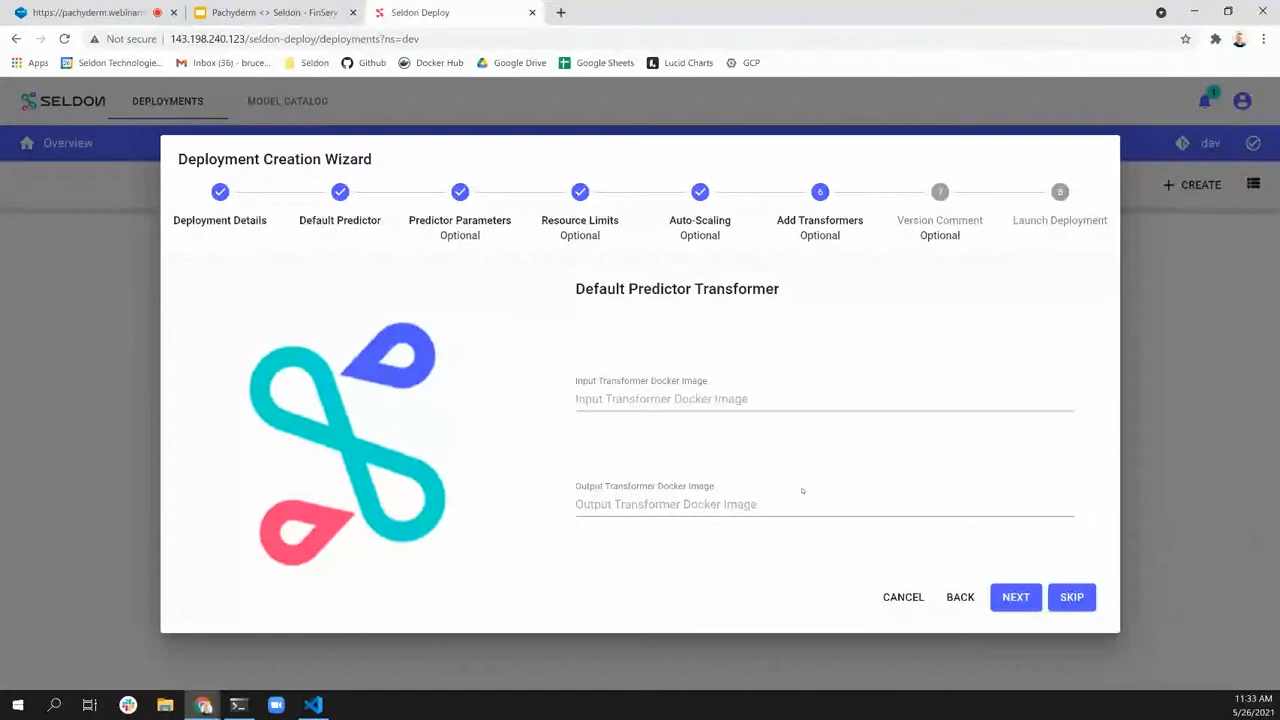 https://pachyderm.webinarn
Pachyderm <> Seldon - FinServ
Seldon Deploy
Not secure
143.198.240.123/seldon-deploy/deployments?ns=dev
Apps
Seldon Technologie...
Inbox (36) - bruce...
Seldon
Github
Docker Hub
Google Drive
Google Sheets
Lucid Charts
GCP
SELDON
DEPLOYMENTS
MODEL CATALOG
1
Overview
dev
Deployment Creation Wizard
6
7
8
Deployment Details
Default Predictor
Predictor Parameters
Optional
Resource Limits
Optional
Auto-Scaling
Optional
Add Transformers
Optional
Version Comment
Optional
Launch Deployment
+ CREATE
Default Predictor Transformer
Input Transformer Docker Image
Input Transformer Docker Image
Output Transformer Docker Image
Output Transformer Docker Image
CANCEL
BACK
NEXT
SKIP
11:33 AM
5/26/2021